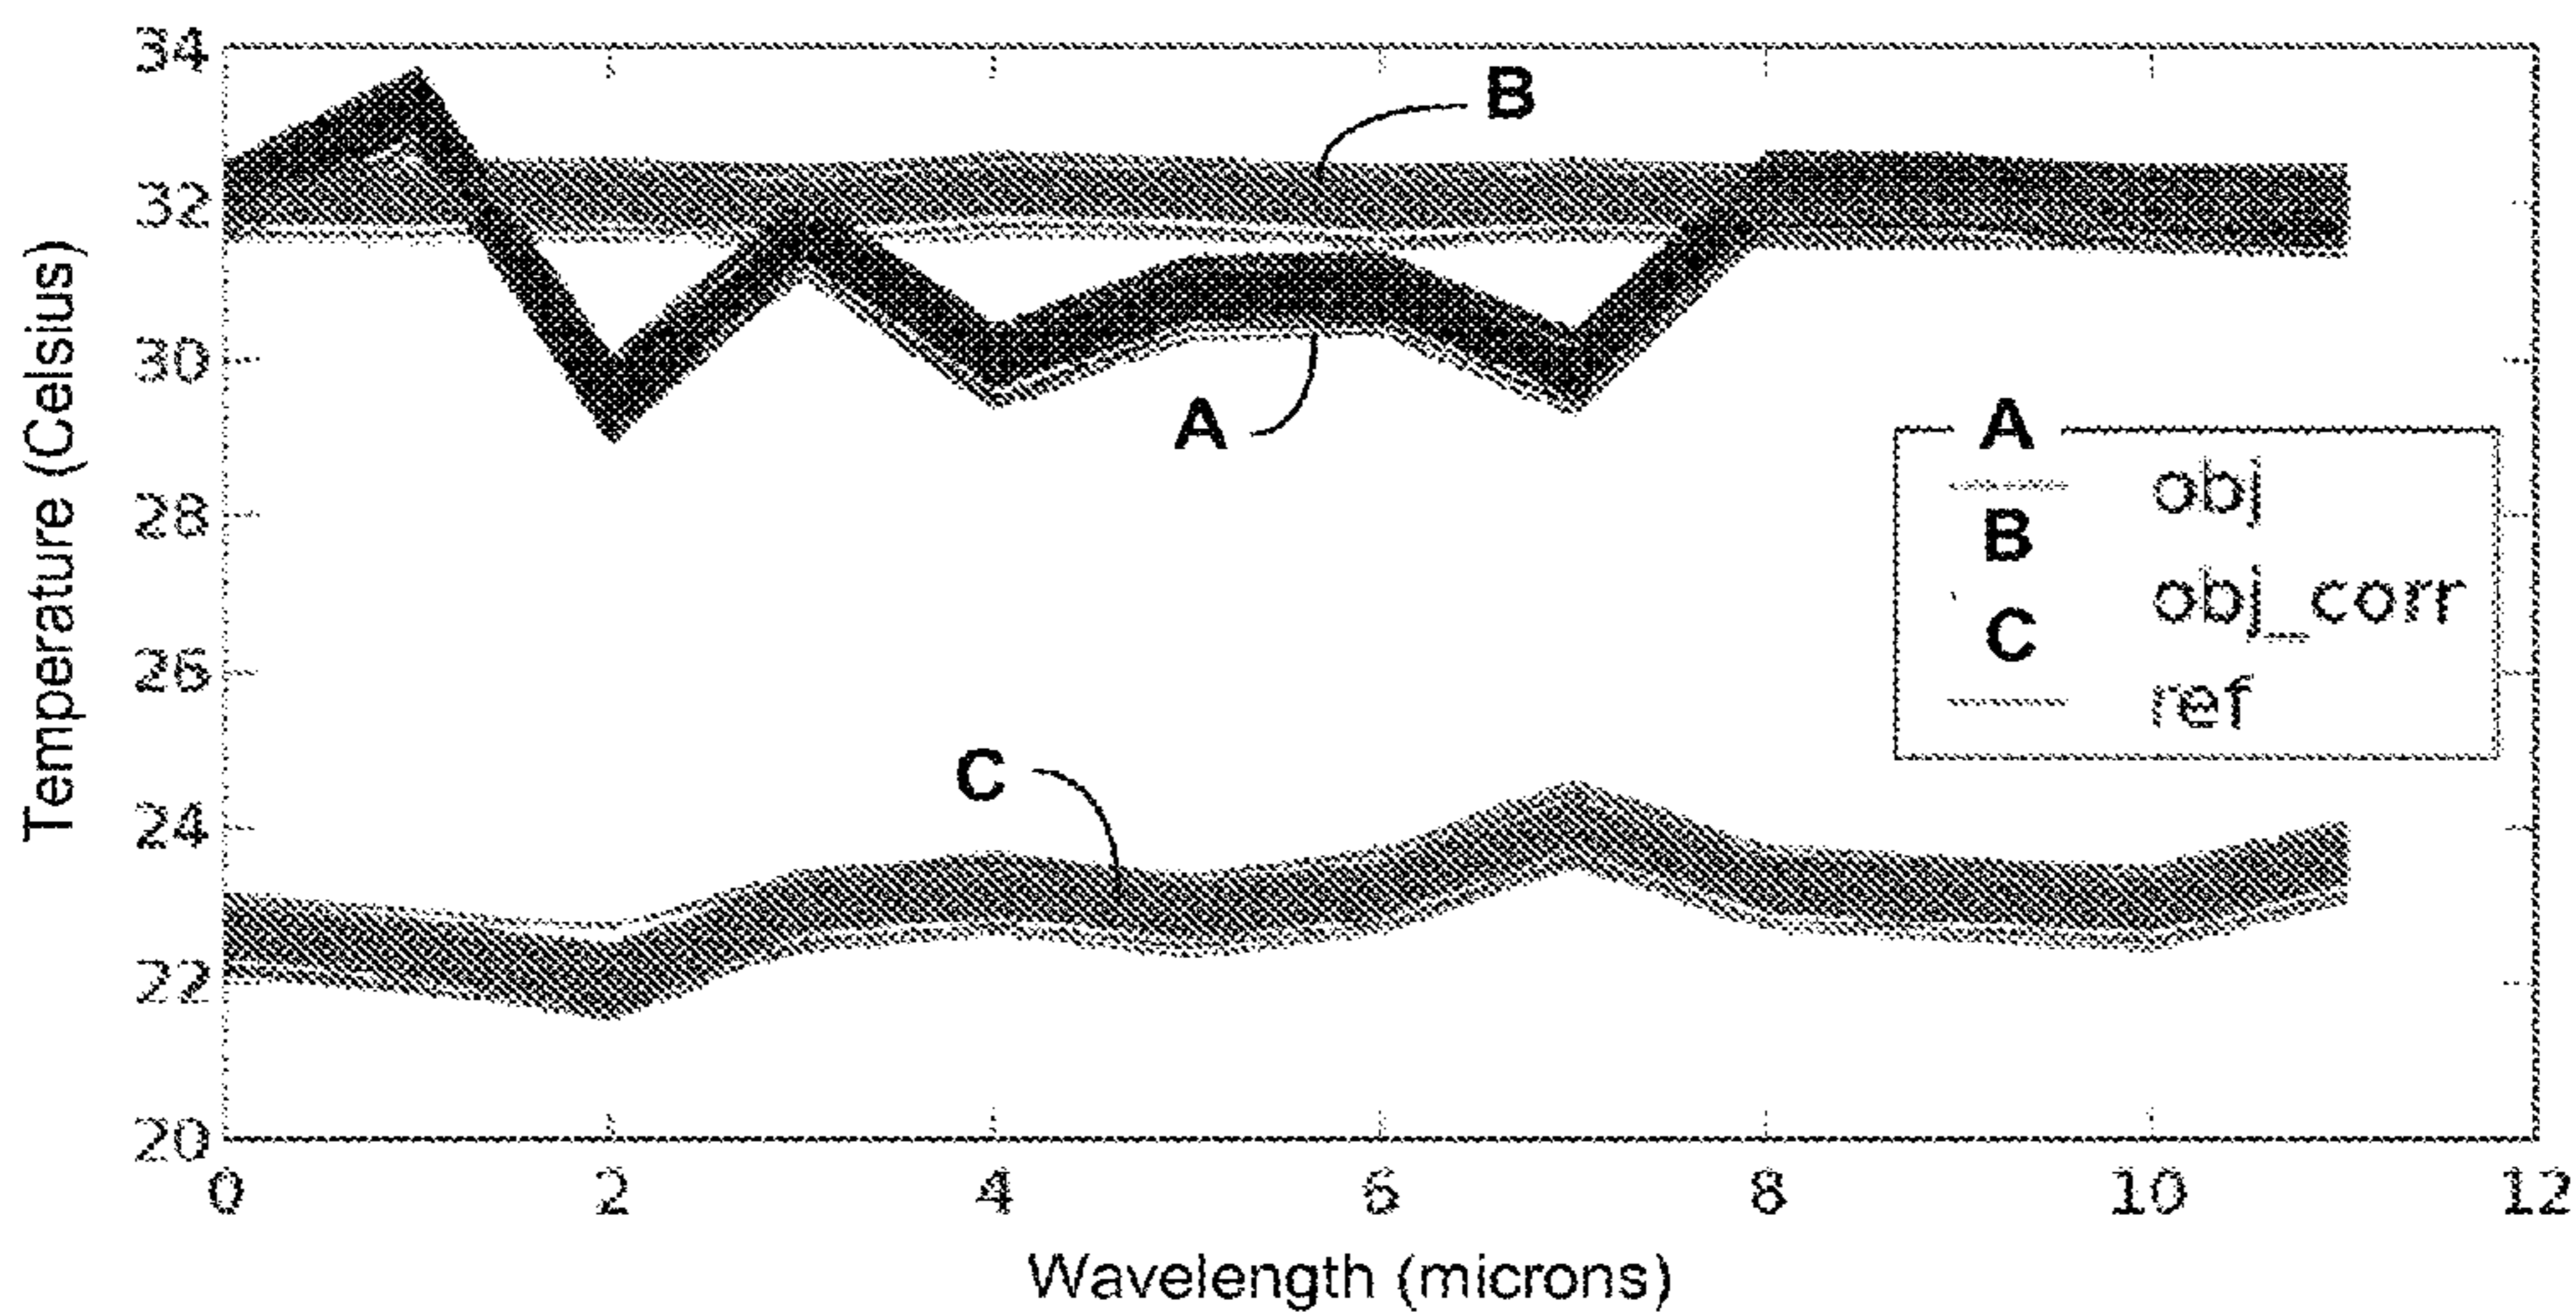 34
32
30
28
26
24
22
20
0 2 4 6 8 10 12
Temperature (Celsius)
Wavelength (microns)
B
A
C
A
obj
B
obj_corr
C
ref